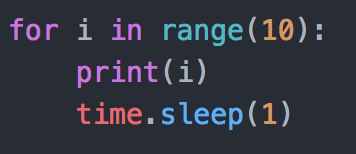 for i in range(10):
    print(i)
    time.sleep(1)